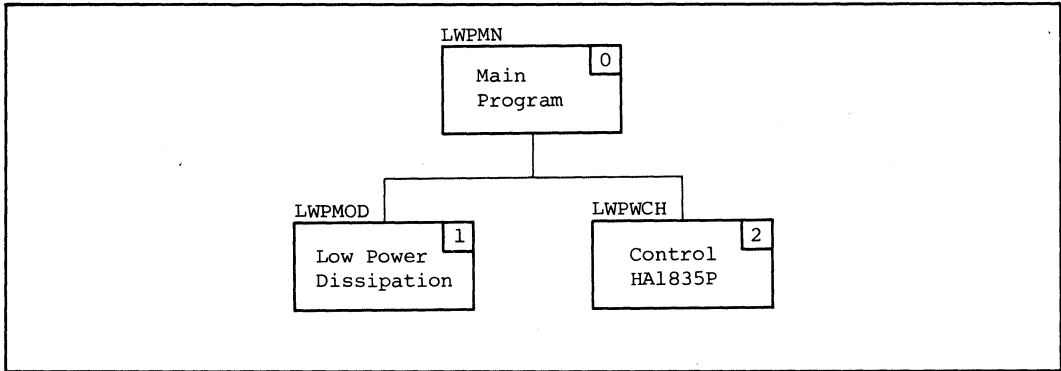 LWPMN
0
Main
Program
LWPMOD
1
Low Power
Dissipation
LWPWCH
2
Control
HA1835P